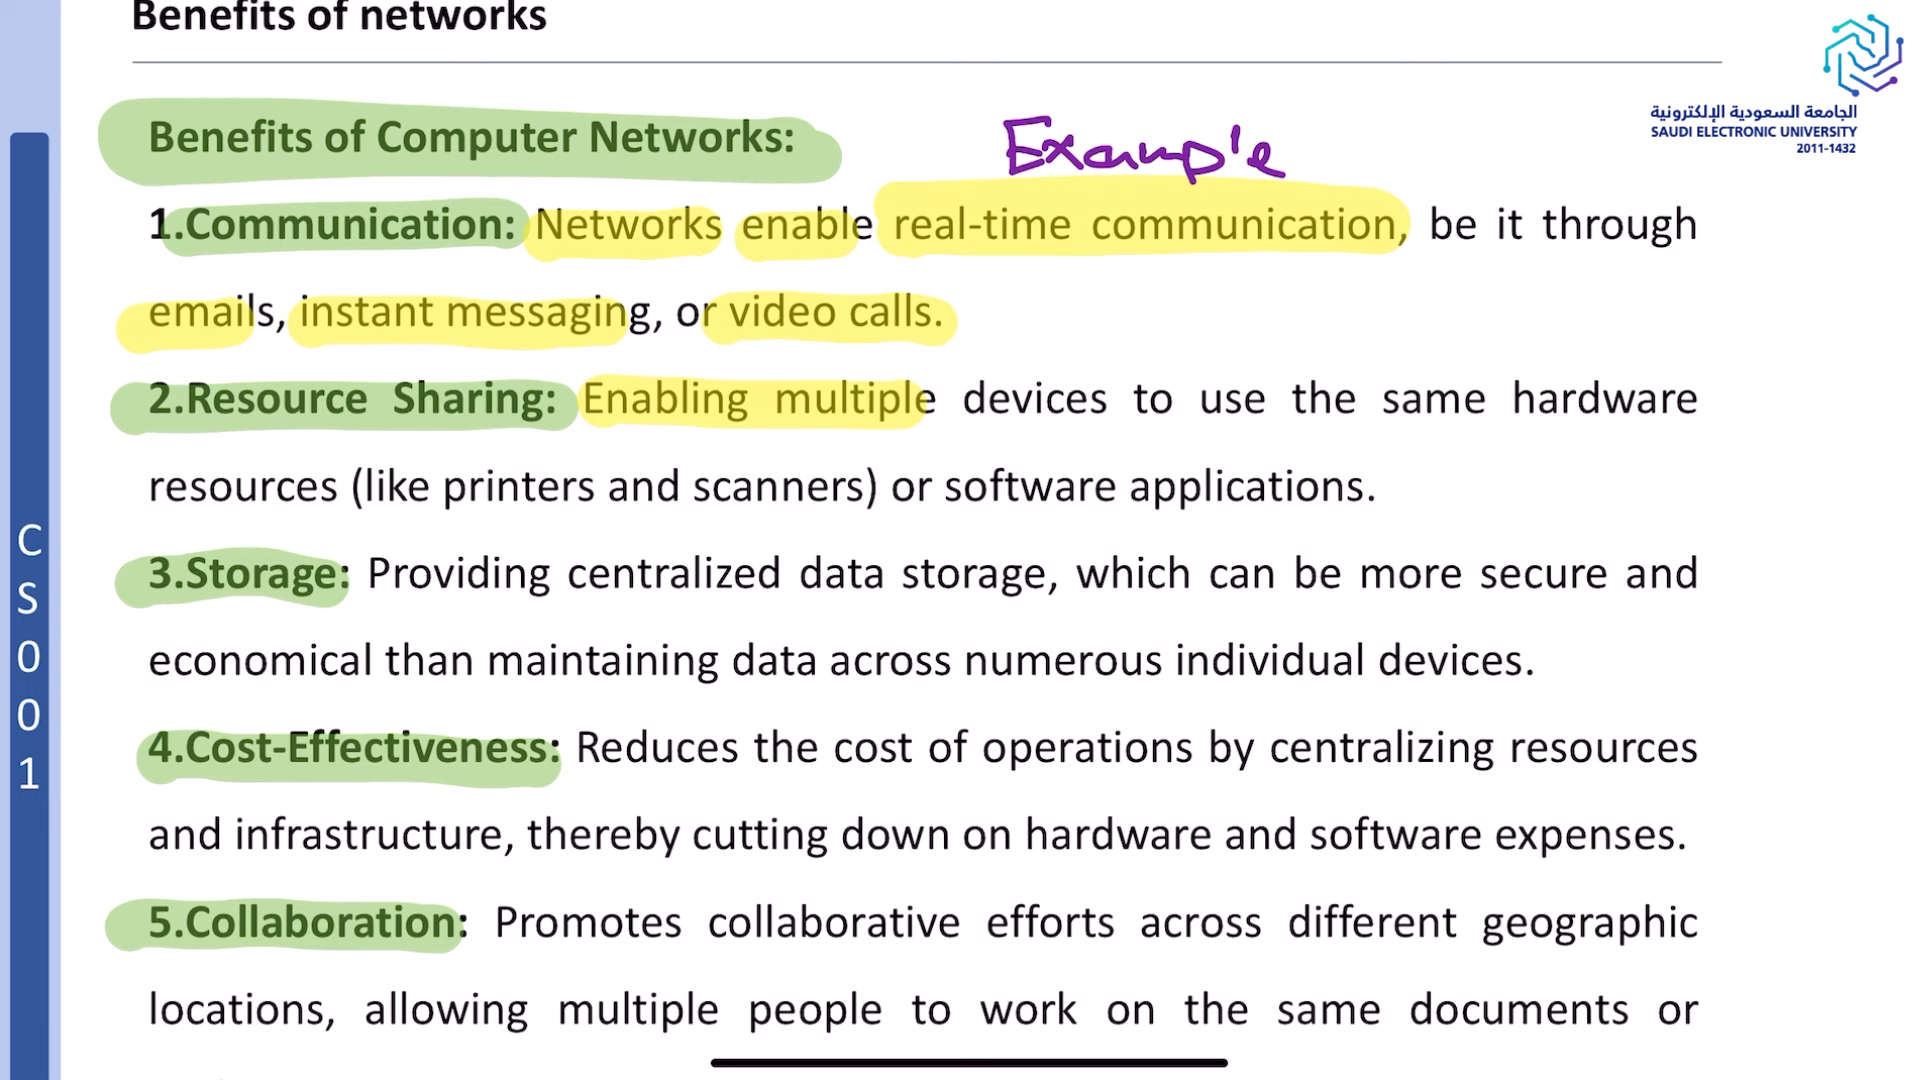 Benefits of networks
الجامعة السعودية الإلكترونية
SAUDI ELECTRONIC UNIVERSITY
2011-1432
Benefits of Computer Networks:
Example
1.Communication: Networks enable real-time communication, be it through
emails, instant messaging, or video calls.
2.Resource Sharing: Enabling multiple devices to use the same hardware
resources (like printers and scanners) or software applications.
3.Storage: Providing centralized data storage, which can be more secure and
economical than maintaining data across numerous individual devices.
4.Cost-Effectiveness: Reduces the cost of operations by centralizing resources
and infrastructure, thereby cutting down on hardware and software expenses.
5.Collaboration: Promotes collaborative efforts across different geographic
locations, allowing multiple people to work on the same documents or
CS001